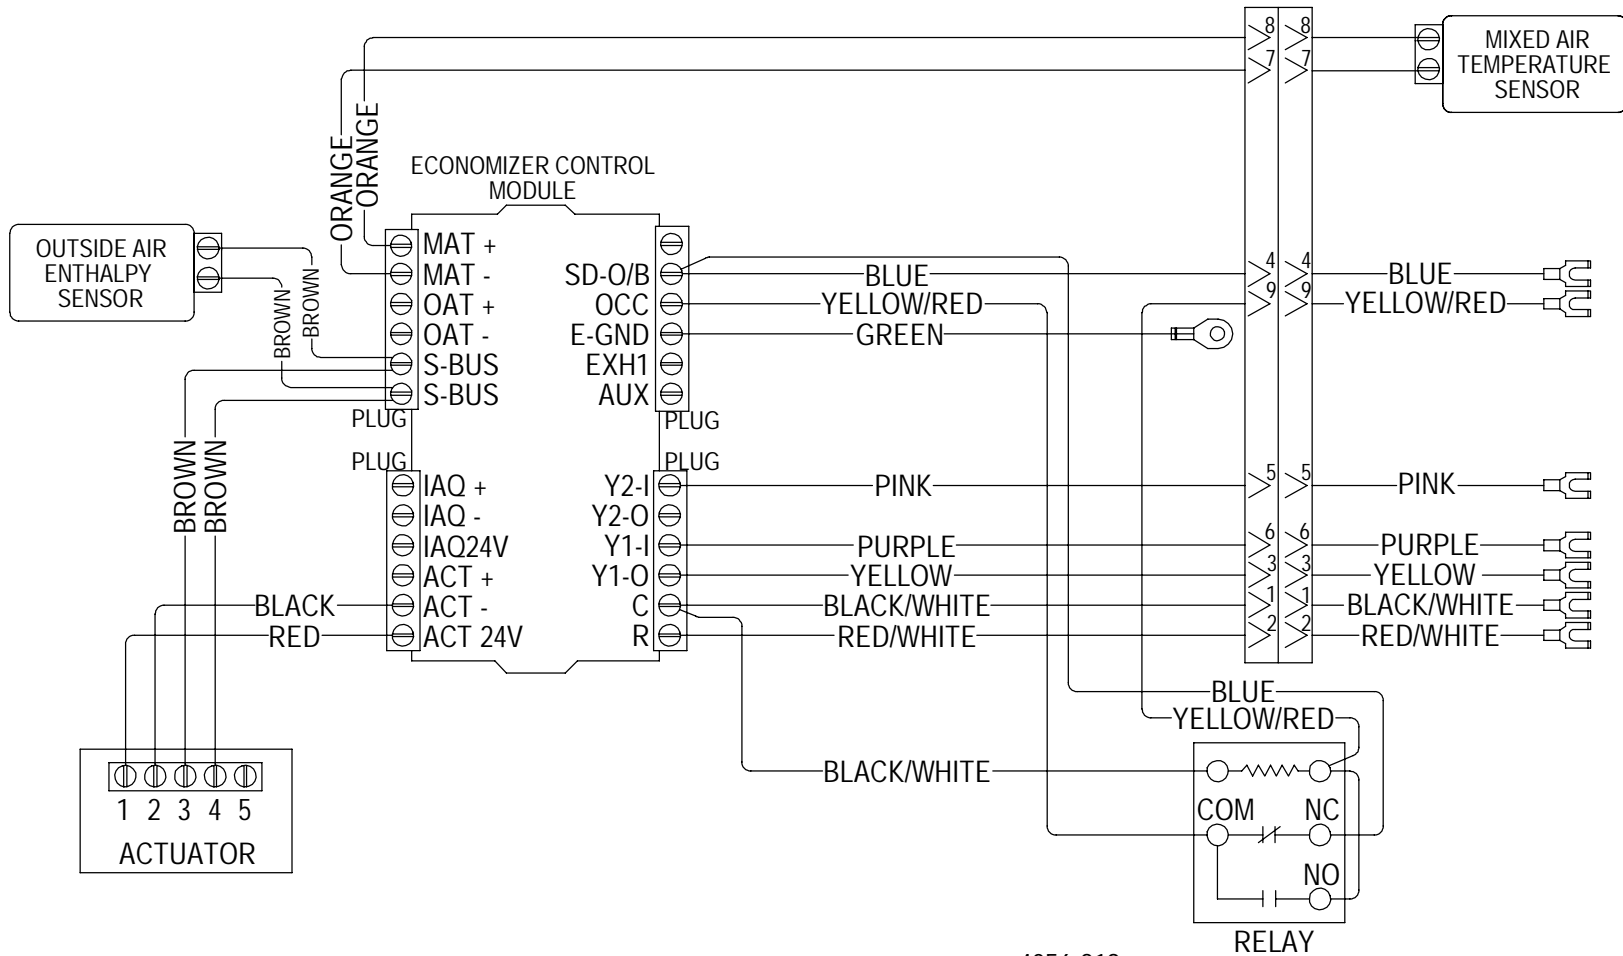 8 8
7 7
MIXED AIR
TEMPERATURE
SENSOR
ORANGE
ORANGE
ECONOMIZER CONTROL
MODULE
OUTSIDE AIR
ENTHALPY
SENSOR
BROWN
BROWN
MAT +
MAT -
OAT +
OAT -
S-BUS
S-BUS
PLUG
SD-O/B
OCC
E-GND
EXH1
AUX
PLUG
BLUE
YELLOW/RED
GREEN
4 4
9 9
BLUE
YELLOW/RED
BROWN
BROWN
PLUG
IAQ +
IAQ -
IAQ24V
ACT +
ACT -
ACT 24V
BLACK
RED
PLUG
Y2-I
Y2-O
Y1-I
Y1-O
C
R
PINK
PURPLE
YELLOW
BLACK/WHITE
RED/WHITE
5 5
6 6
3 3
1 1
2 2
PINK
PURPLE
YELLOW
BLACK/WHITE
RED/WHITE
BLUE
YELLOW/RED
BLACK/WHITE
COM NC
NO
RELAY
1 2 3 4 5
ACTUATOR